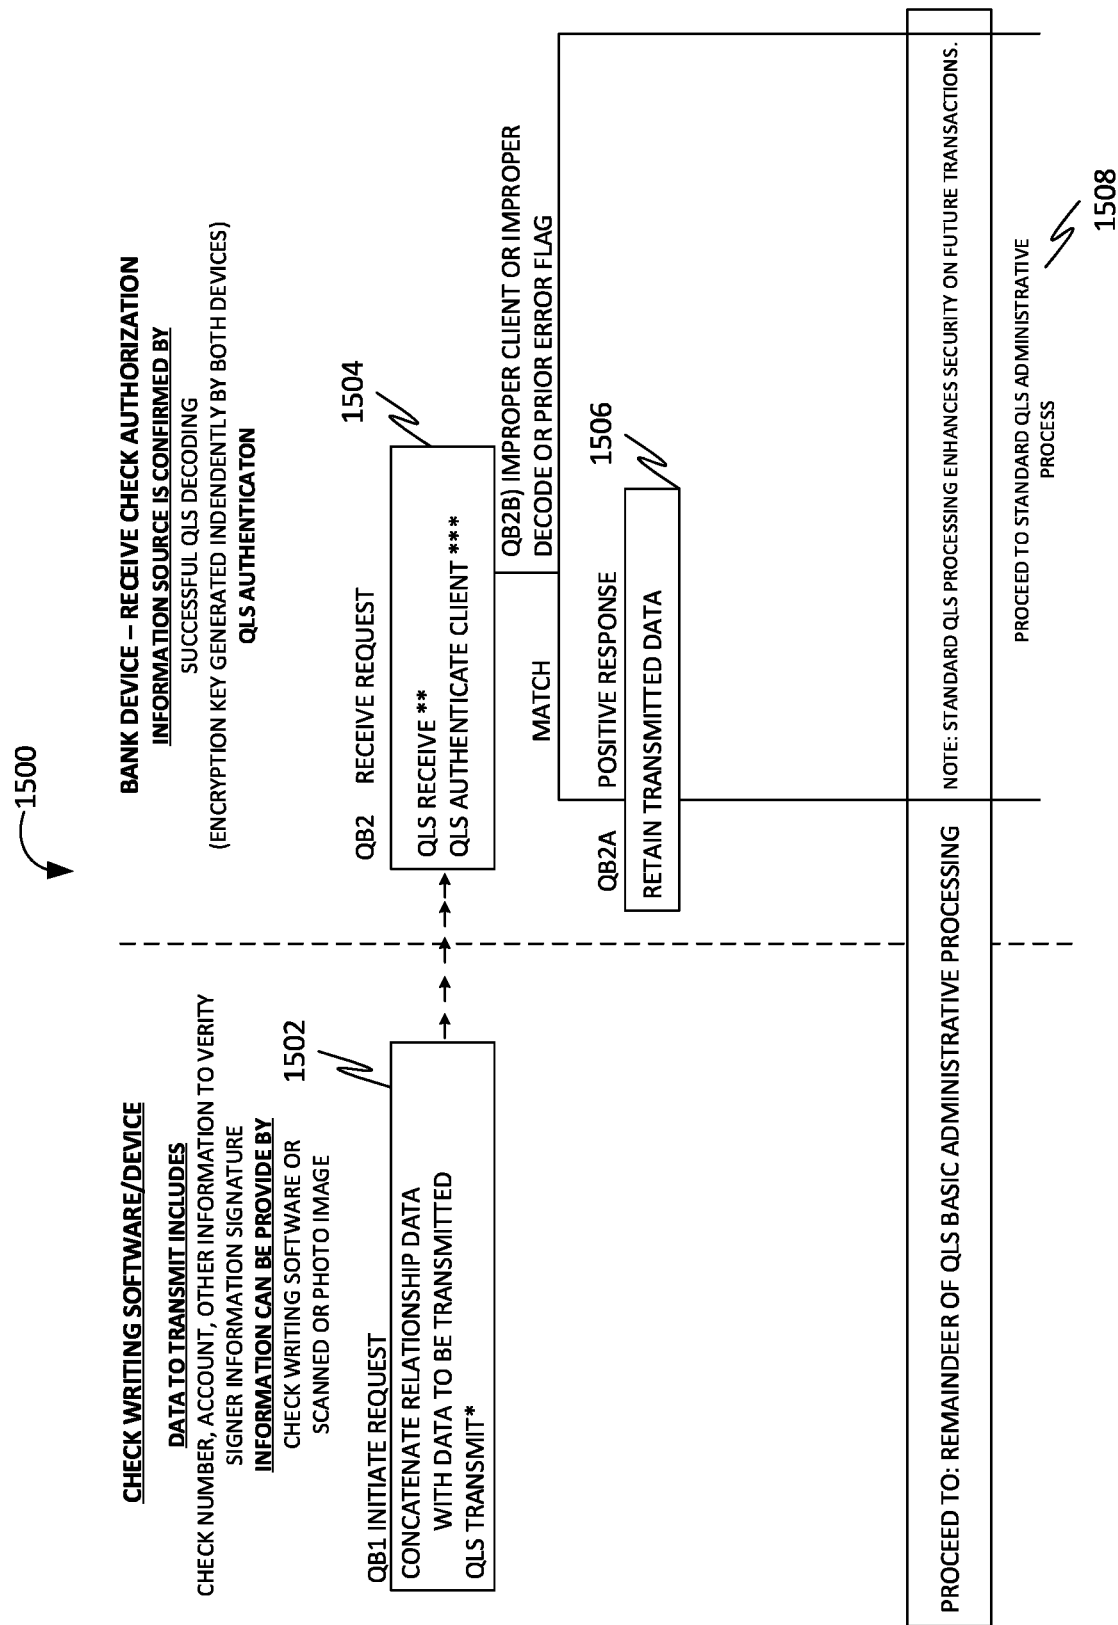 1500
CHECK WRITING SOFTWARE/DEVICE
DATA TO TRANSMIT INCLUDES
CHECK NUMBER, ACCOUNT, OTHER INFORMATION TO VERITY
SIGNER INFORMATION SIGNATURE
INFORMATION CAN BE PROVIDE BY
CHECK WRITING SOFTWARE OR
SCANNED OR PHOTO IMAGE
1502
QB1 INITIATE REQUEST
CONCATENATE RELATIONSHIP DATA
WITH DATA TO BE TRANSMITTED
QLS TRANSMIT*
BANK DEVICE – RECEIVE CHECK AUTHORIZATION
INFORMATION SOURCE IS CONFIRMED BY
SUCCESSFUL QLS DECODING
(ENCRYPTION KEY GENERATED INDENDENTLY BY BOTH DEVICES)
QLS AUTHENTICATON
1504
QB2 RECEIVE REQUEST
QLS RECEIVE **
QLS AUTHENTICATE CLIENT ***
QB2B) IMPROPER CLIENT OR IMPROPER
DECODE OR PRIOR ERROR FLAG
MATCH
1506
QB2A POSITIVE RESPONSE
RETAIN TRANSMITTED DATA
PROCEED TO: REMAINDEER OF QLS BASIC ADMINISTRATIVE PROCESSING
NOTE: STANDARD QLS PROCESSING ENHANCES SECURITY ON FUTURE TRANSACTIONS.
PROCEED TO STANDARD QLS ADMINISTRATIVE
PROCESS
1508